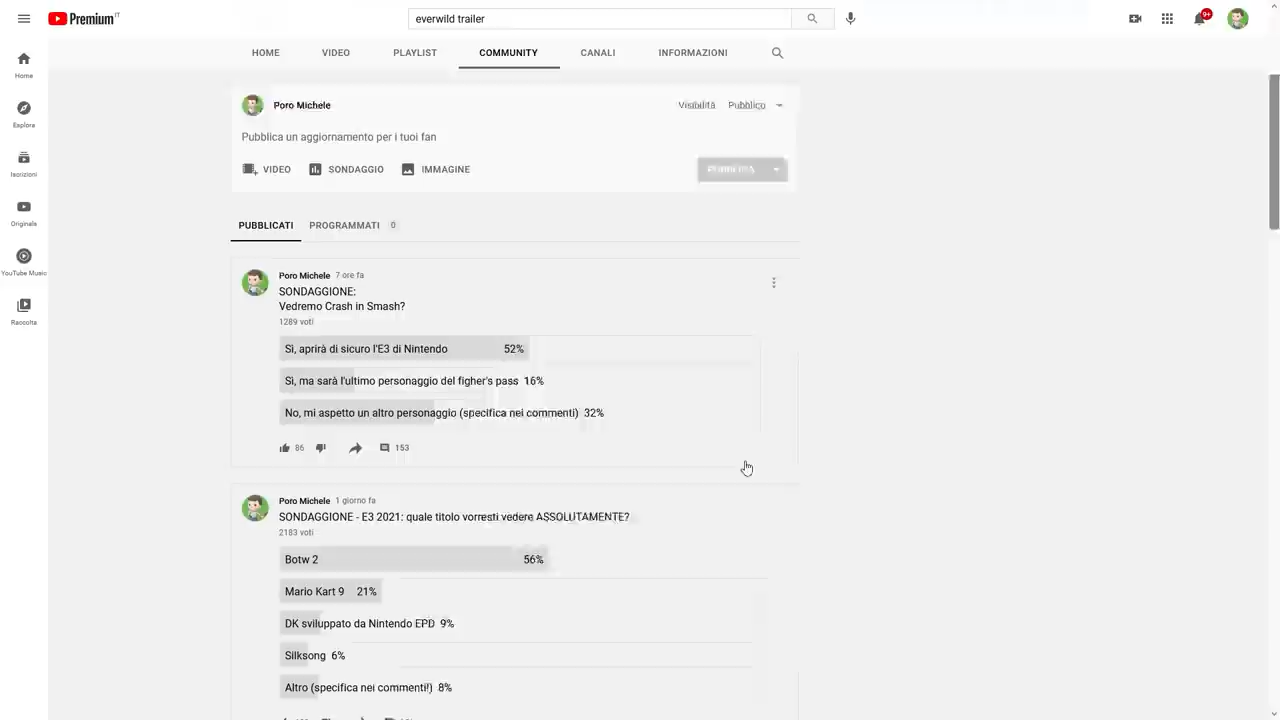 Premium IT
everwild trailer
9+
HOME VIDEO PLAYLIST COMMUNITY CANALI INFORMAZIONI
Home
Esplora
Iscrizioni
Originals
YouTube Music
Raccolta
Poro Michele
Visibilità Pubblico
Pubblica un aggiornamento per i tuoi fan
VIDEO SONDAGGIO IMMAGINE
PUBBLICATI PROGRAMMATI 0
Poro Michele 7 ore fa
SONDAGGIONE:
Vedremo Crash in Smash?
1289 voti
Sì, aprirà di sicuro l'E3 di Nintendo 52%
Sì, ma sarà l'ultimo personaggio del figher's pass 16%
No, mi aspetto un altro personaggio (specifica nei commenti) 32%
86 153
Poro Michele 1 giorno fa
SONDAGGIONE - E3 2021: quale titolo vorresti vedere ASSOLUTAMENTE?
2183 voti
Botw 2 56%
Mario Kart 9 21%
DK sviluppato da Nintendo EPD 9%
Silksong 6%
Altro (specifica nei commenti!) 8%